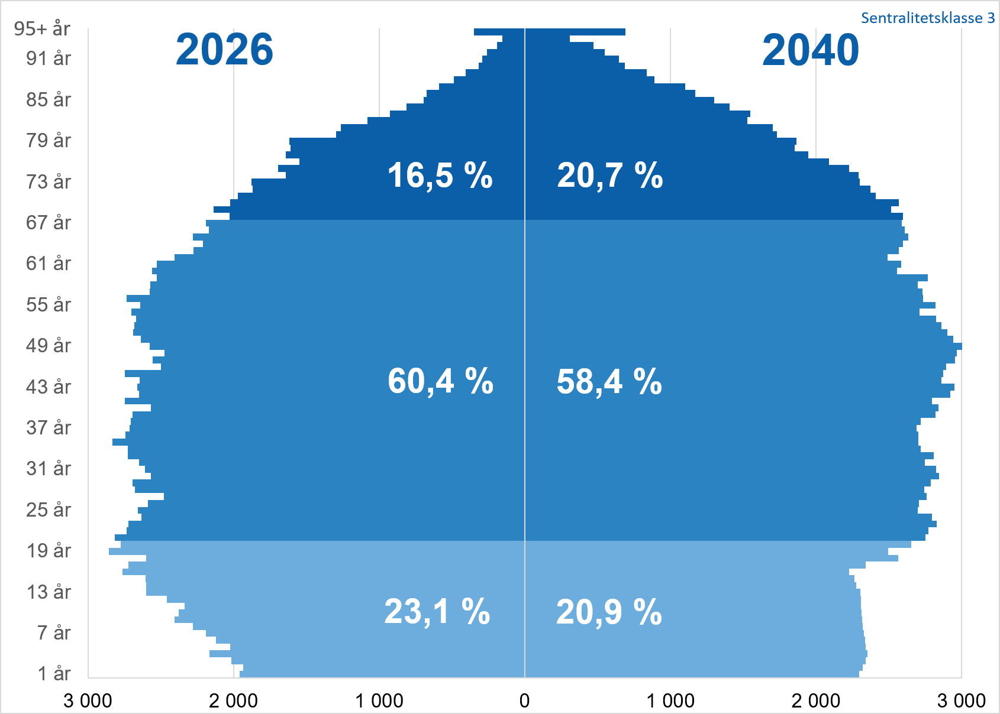 Sentralitetsklasse 3
2026
2040
95+ år
91 år
85 år
79 år
73 år
67 år
61 år
55 år
49 år
43 år
37 år
31 år
25 år
19 år
13 år
7 år
1 år
16,5 %
20,7 %
60,4 %
58,4 %
23,1 %
20,9 %
3 000
2 000
1 000
0
1 000
2 000
3 000